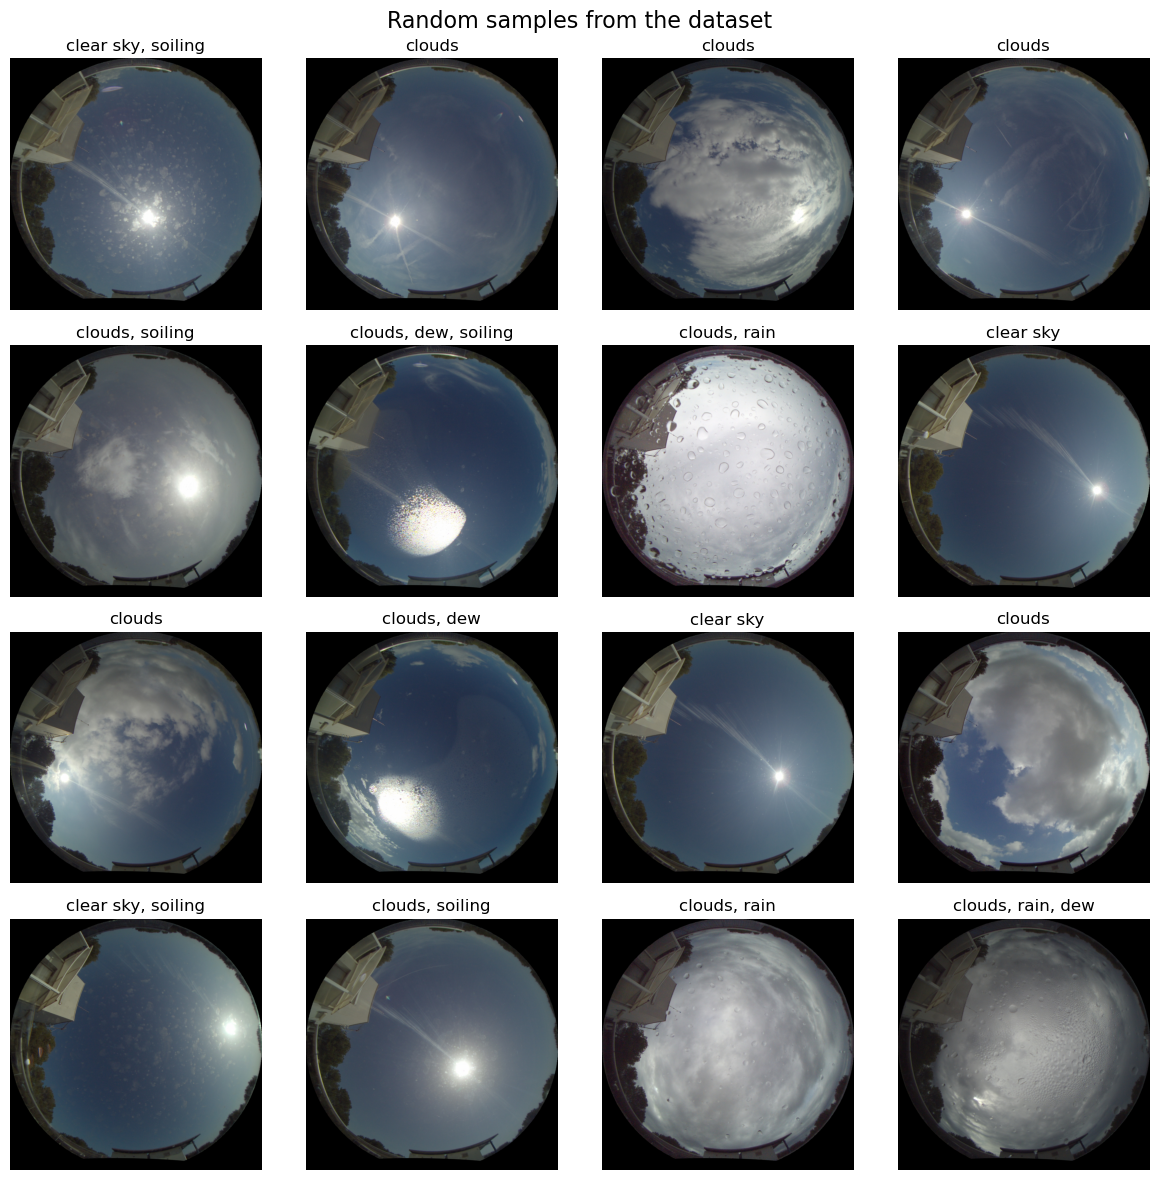 Random samples from the dataset
clear sky, soiling
clouds
clouds
clouds
clouds, soiling
clouds, dew, soiling
clouds, rain
clear sky
clouds
clouds, dew
clear sky
clouds
clear sky, soiling
clouds, soiling
clouds, rain
clouds, rain, dew